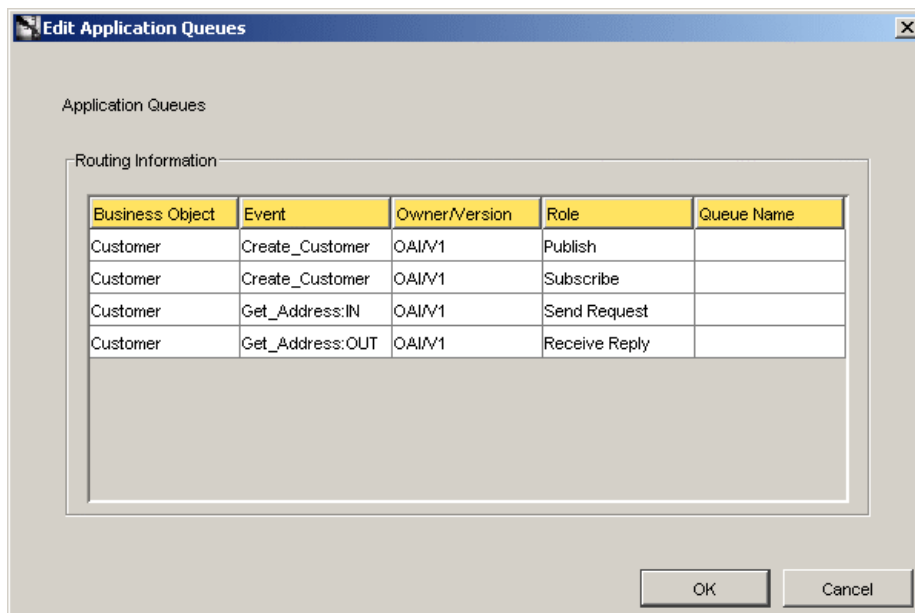 Edit Application Queues
Application Queues
Routing Information
Business Object Event Owner/Version Role Queue Name
Customer Create_Customer OAI/V1 Publish
Customer Create_Customer OAI/V1 Subscribe
Customer Get_Address:IN OAI/V1 Send Request
Customer Get_Address:OUT OAI/V1 Receive Reply
OK Cancel